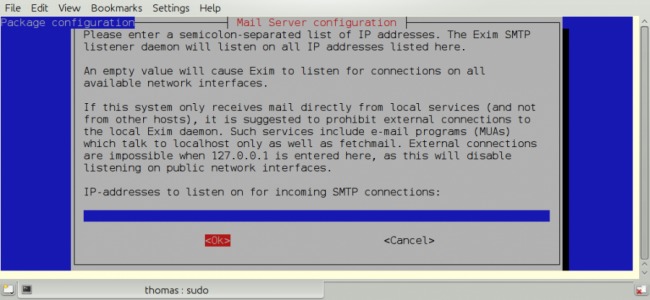 File Edit View Bookmarks Settings Help
Package configuration
Mail Server configuration
Please enter a semicolon-separated list of IP addresses. The Exim SMTP
listener daemon will listen on all IP addresses listed here.
An empty value will cause Exim to listen for connections on all
available network interfaces.
If this system only receives mail directly from local services (and not
from other hosts), it is suggested to prohibit external connections to
the local Exim daemon. Such services include e-mail programs (MUAs)
which talk to localhost only as well as fetchmail. External connections
are impossible when 127.0.0.1 is entered here, as this will disable
listening on public network interfaces.
IP-addresses to listen on for incoming SMTP connections:
<Ok> <Cancel>
thomas : sudo